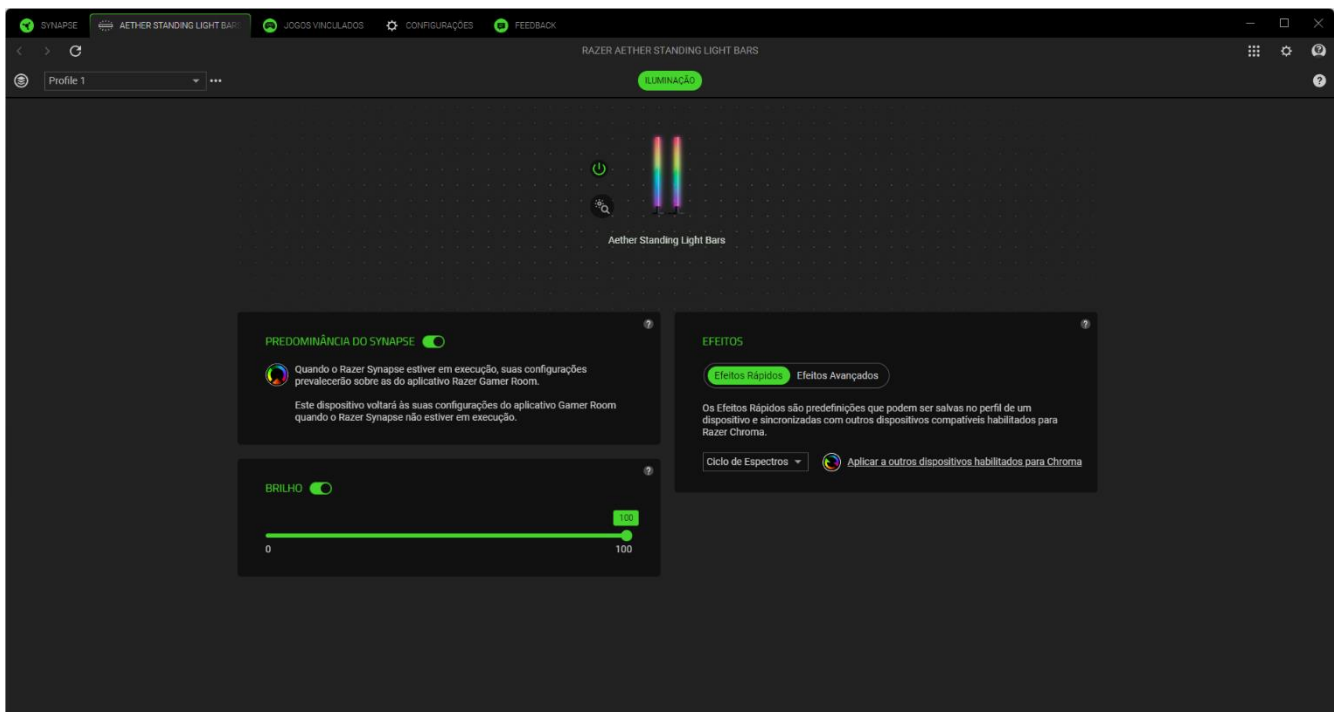 SYNAPSE
AETHER STANDING LIGHT BARS
JOGOS VINCULADOS
CONFIGURAÇÕES
FEEDBACK
RAZER AETHER STANDING LIGHT BARS
Profile 1
ILUMINAÇÃO
Aether Standing Light Bars
PREDOMINÂNCIA DO SYNAPSE
Quando o Razer Synapse estiver em execução, suas configurações
prevalecerão sobre as do aplicativo Razer Gamer Room.
Este dispositivo voltará às suas configurações do aplicativo Gamer Room
quando o Razer Synapse não estiver em execução.
BRILHO
100
0
100
EFEITOS
Efeitos Rápidos
Efeitos Avançados
Os Efeitos Rápidos são predefinições que podem ser salvas no perfil de um
dispositivo e sincronizadas com outros dispositivos compatíveis habilitados para
Razer Chroma.
Ciclo de Espectros
Aplicar a outros dispositivos habilitados para Chroma